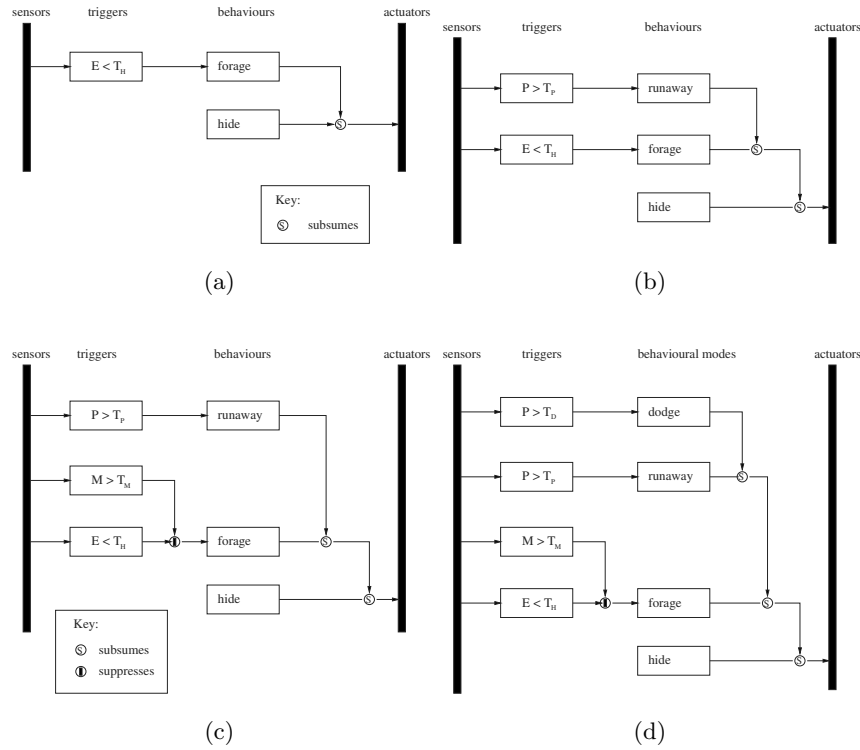 sensors triggers behaviours actuators
E < T_H forage
hide S
Key:
S subsumes
(a)
sensors triggers behaviours actuators
P > T_P runaway
E < T_H forage S
hide S
(b)
sensors triggers behaviours actuators
P > T_P runaway
M > T_M
E < T_H forage S
hide S
Key:
S subsumes
suppresses
(c)
sensors triggers behavioural modes actuators
P > T_D dodge
P > T_P runaway S
M > T_M
E < T_H forage S
hide S
(d)